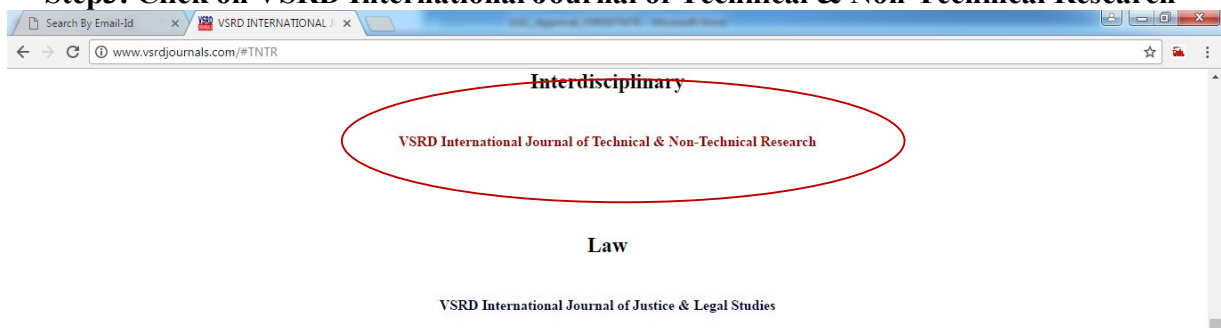 Step5: Click on VSRD International Journal of Technical & Non-Technical Research
Search By Email-Id
VSRD INTERNATIONAL J
www.vsrdjournals.com/#TNTR
Interdisciplinary
VSRD International Journal of Technical & Non-Technical Research
Law
VSRD International Journal of Justice & Legal Studies